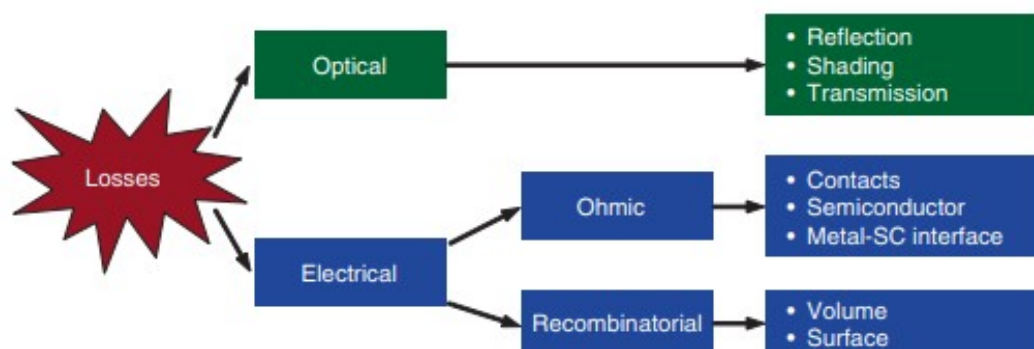 Losses
Optical
• Reflection
• Shading
• Transmission
Electrical
Ohmic
• Contacts
• Semiconductor
• Metal-SC interface
Recombinatorial
• Volume
• Surface